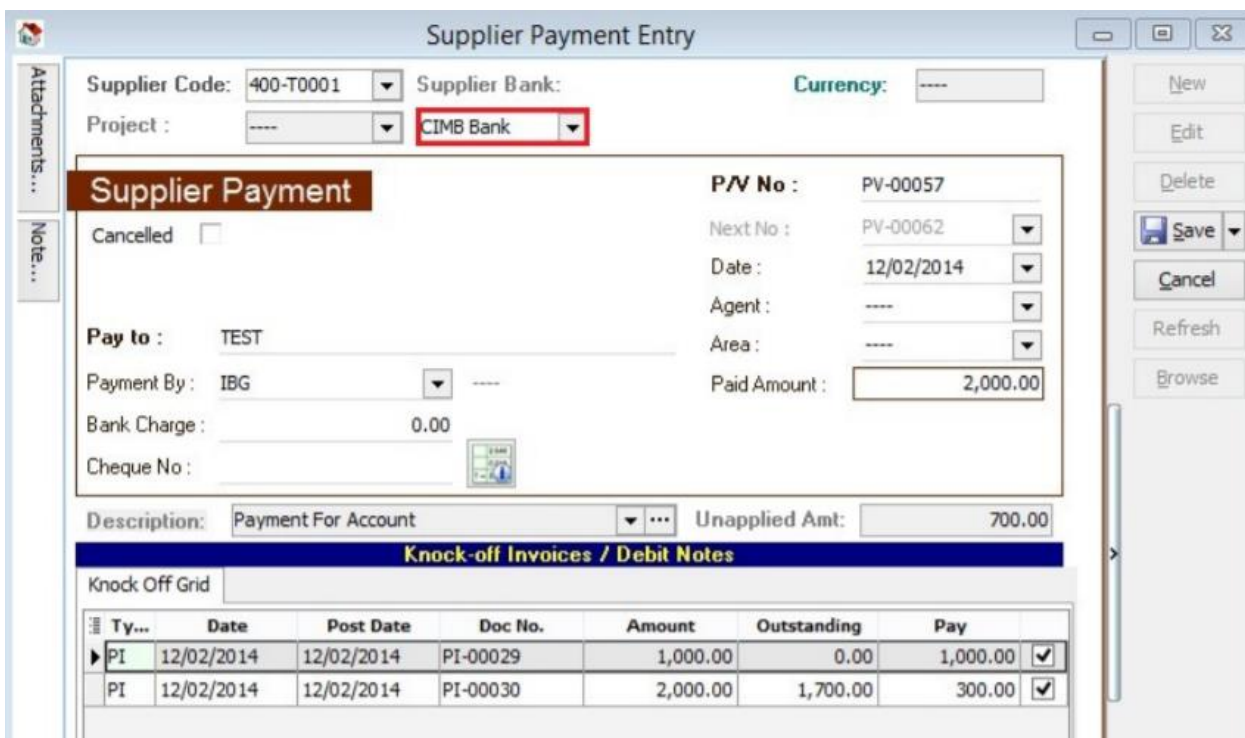 Supplier Payment Entry
Attachments...
Note...
Supplier Code: 400-T0001 Supplier Bank: Currency: ----
Project : ---- CIMB Bank
Supplier Payment
Cancelled
P/V No : PV-00057
Next No : PV-00062
Date : 12/02/2014
Agent : ----
Area : ----
Pay to : TEST
Payment By : IBG ----
Paid Amount : 2,000.00
Bank Charge : 0.00
Cheque No :
Description: Payment For Account ... Unapplied Amt: 700.00
Knock-off Invoices / Debit Notes
Knock Off Grid
Ty... Date Post Date Doc No. Amount Outstanding Pay
PI 12/02/2014 12/02/2014 PI-00029 1,000.00 0.00 1,000.00
PI 12/02/2014 12/02/2014 PI-00030 2,000.00 1,700.00 300.00
New
Edit
Delete
Save
Cancel
Refresh
Browse